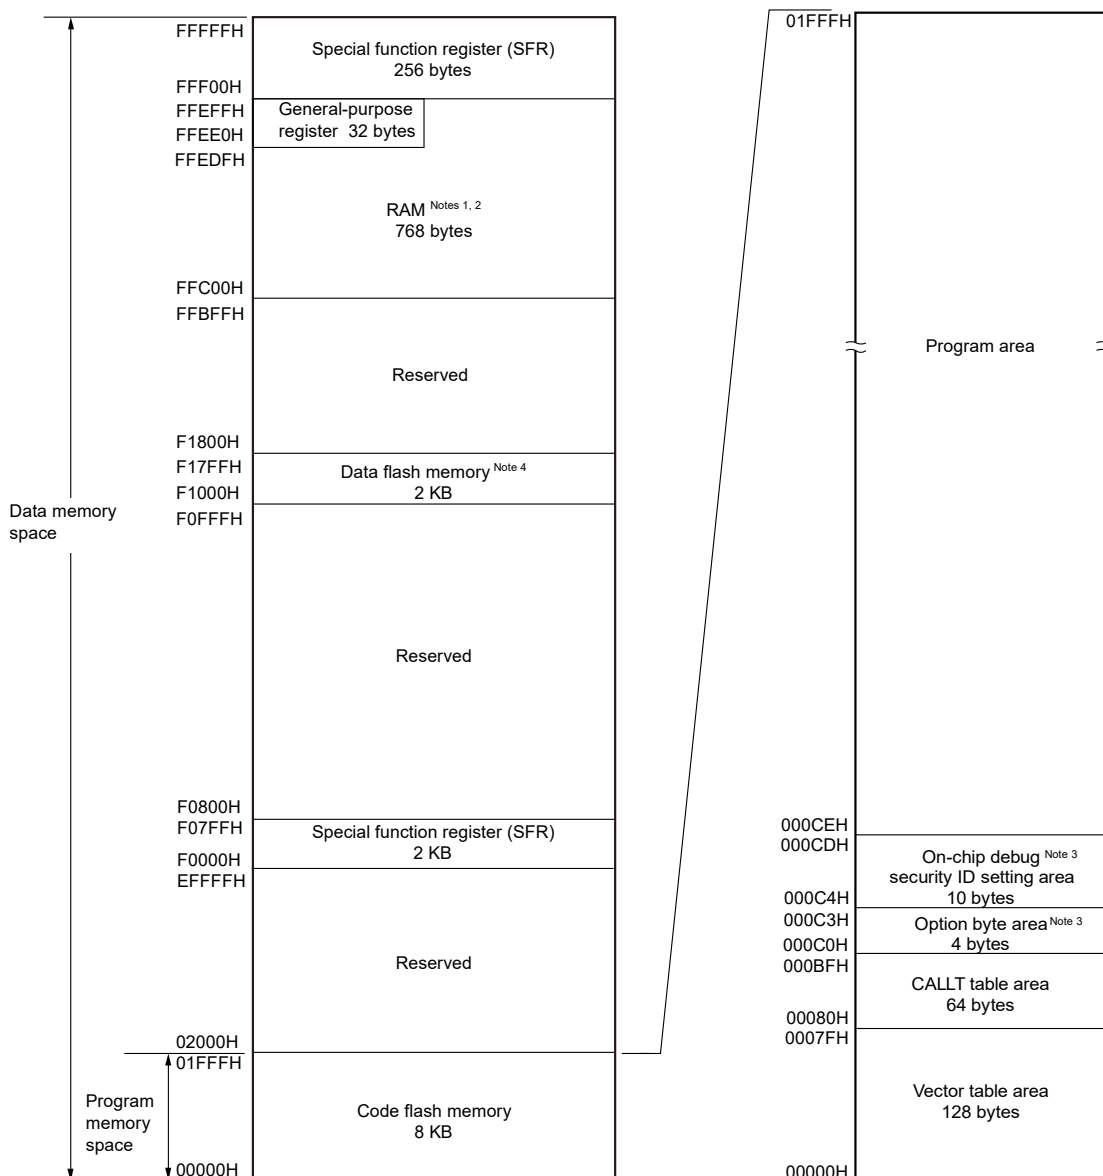 FFFFFH
Special function register (SFR)
256 bytes
FFF00H
FFEFFH
General-purpose
register 32 bytes
FFEE0H
FFEDFH
RAM Notes 1, 2
768 bytes
FFC00H
FFBFFH
Reserved
F1800H
F17FFH
Data flash memory Note 4
2 KB
F1000H
F0FFFH
Data memory
space
Reserved
F0800H
F07FFH
Special function register (SFR)
2 KB
F0000H
EFFFFH
Reserved
02000H
01FFFH
Program
memory
space
Code flash memory
8 KB
00000H
01FFFH
Program area
000CEH
000CDH
On-chip debug Note 3
security ID setting area
10 bytes
000C4H
000C3H
Option byte area Note 3
4 bytes
000C0H
000BFH
CALLT table area
64 bytes
00080H
0007FH
Vector table area
128 bytes
00000H